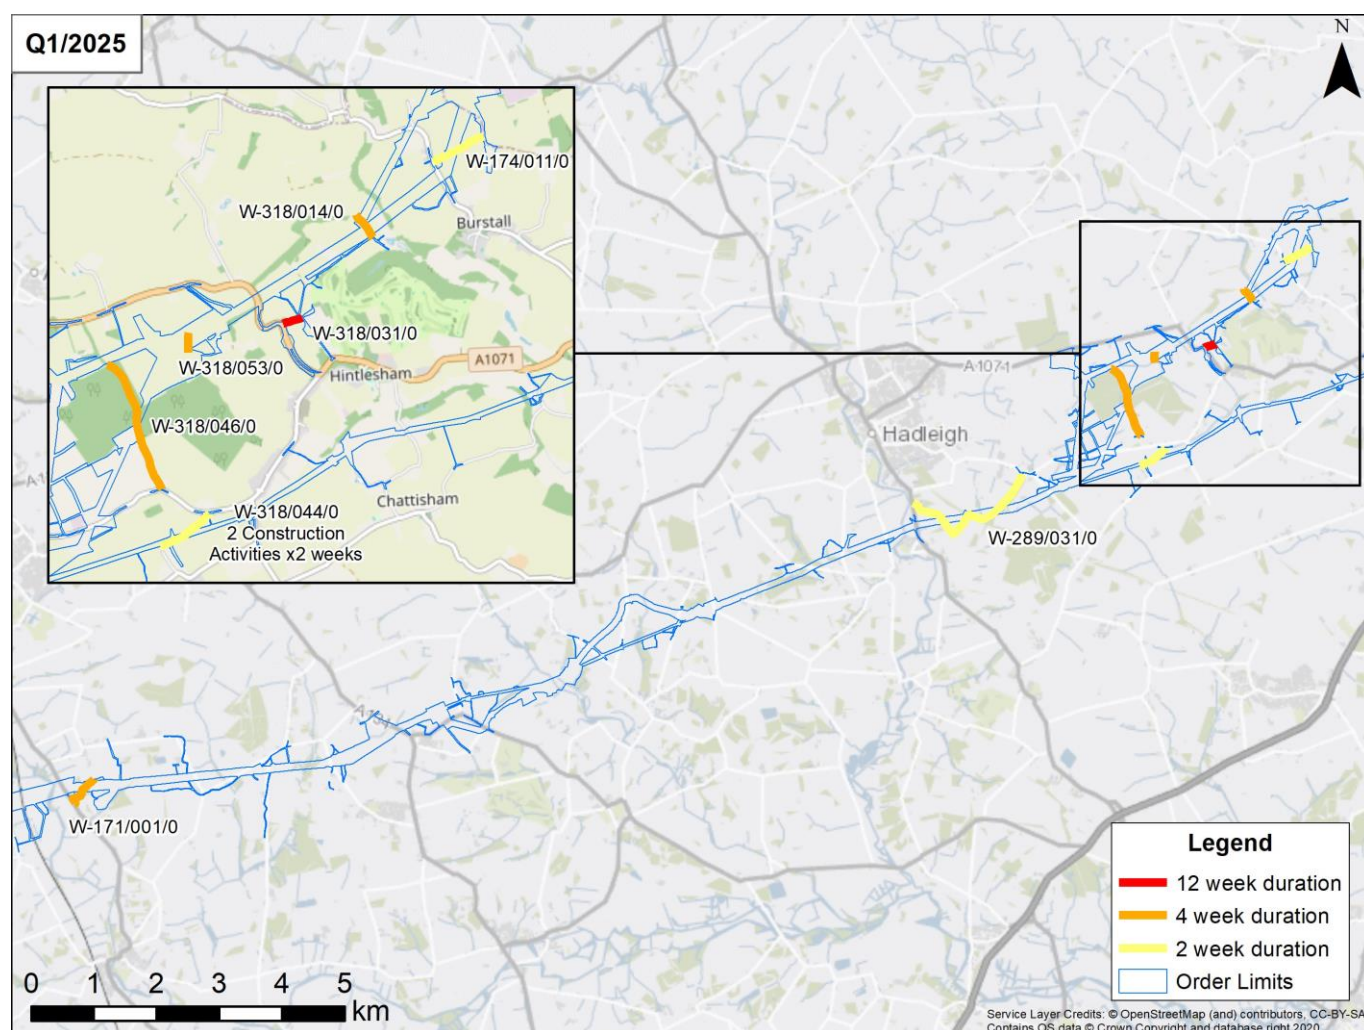 Q1/2025
N
W-174/011/0
W-318/014/0
Burstall
W-318/031/0
A1071
W-318/053/0
Hintlesham
W-318/046/0
Chattisham
W-318/044/0
2 Construction
Activities x2 weeks
A1071
Hadleigh
W-289/031/0
W-171/001/0
Legend
12 week duration
4 week duration
2 week duration
Order Limits
0 1 2 3 4 5
km
Service Layer Credits: © OpenStreetMap (and) contributors, CC-BY-SA
Contains OS data © Crown Copyright and database right 2020